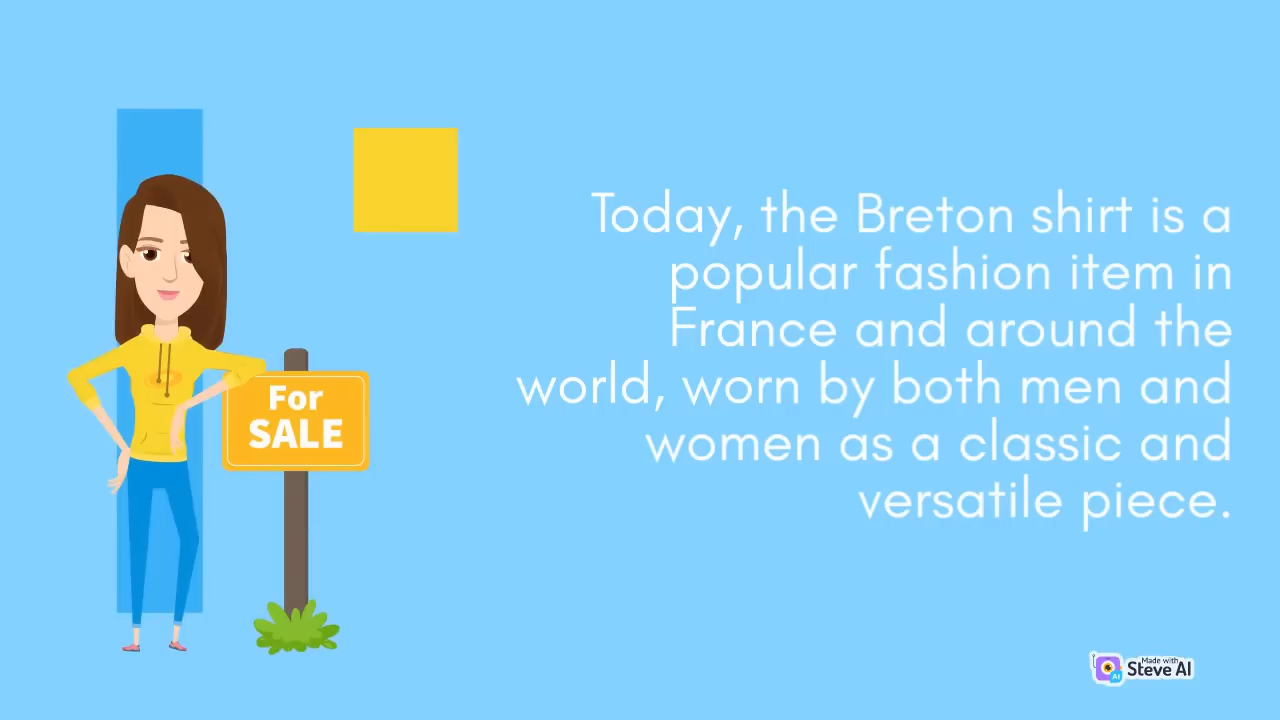 Today, the Breton shirt is a
popular fashion item in
France and around the
world, worn by both men and
women as a classic and
versatile piece.
For
SALE
Made with
Steve AI
AI